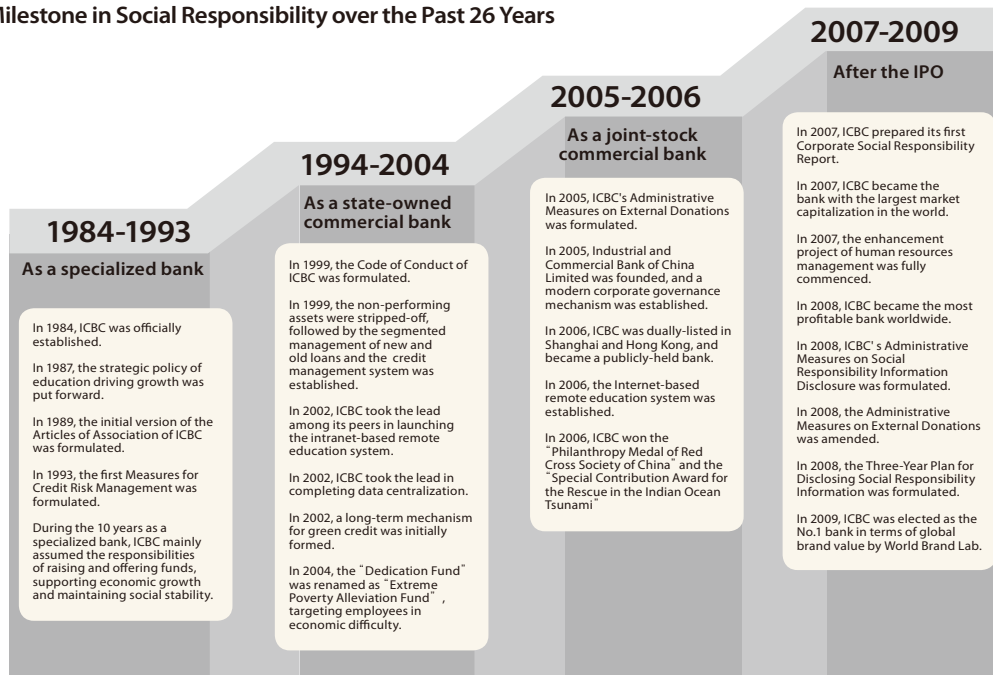 Milestone in Social Responsibility over the Past 26 Years
1984-1993
As a specialized bank
In 1984, ICBC was officially
established.
In 1987, the strategic policy of
education driving growth was
put forward.
In 1989, the initial version of the
Articles of Association of ICBC
was formulated.
In 1993, the first Measures for
Credit Risk Management was
formulated.
During the 10 years as a
specialized bank, ICBC mainly
assumed the responsibilities
of raising and offering funds,
supporting economic growth
and maintaining social stability.
1994-2004
As a state-owned
commercial bank
In 1999, the Code of Conduct of
ICBC was formulated.
In 1999, the non-performing
assets were stripped-off,
followed by the segmented
management of new and
old loans and the credit
management system was
established.
In 2002, ICBC took the lead
among its peers in launching
the intranet-based remote
education system.
In 2002, ICBC took the lead in
completing data centralization.
In 2002, a long-term mechanism
for green credit was initially
formed.
In 2004, the "Dedication Fund"
was renamed as "Extreme
Poverty Alleviation Fund" ,
targeting employees in
economic difficulty.
2005-2006
As a joint-stock
commercial bank
In 2005, ICBC's Administrative
Measures on External Donations
was formulated.
In 2005, Industrial and
Commercial Bank of China
Limited was founded, and a
modern corporate governance
mechanism was established.
In 2006, ICBC was dually-listed in
Shanghai and Hong Kong, and
became a publicly-held bank.
In 2006, the Internet-based
remote education system was
established.
In 2006, ICBC won the
"Philanthropy Medal of Red
Cross Society of China" and the
"Special Contribution Award for
the Rescue in the Indian Ocean
Tsunami"
2007-2009
After the IPO
In 2007, ICBC prepared its first
Corporate Social Responsibility
Report.
In 2007, ICBC became the
bank with the largest market
capitalization in the world.
In 2007, the enhancement
project of human resources
management was fully
commenced.
In 2008, ICBC became the most
profitable bank worldwide.
In 2008, ICBC' s Administrative
Measures on Social
Responsibility Information
Disclosure was formulated.
In 2008, the Administrative
Measures on External Donations
was amended.
In 2008, the Three-Year Plan for
Disclosing Social Responsibility
Information was formulated.
In 2009, ICBC was elected as the
No.1 bank in terms of global
brand value by World Brand Lab.